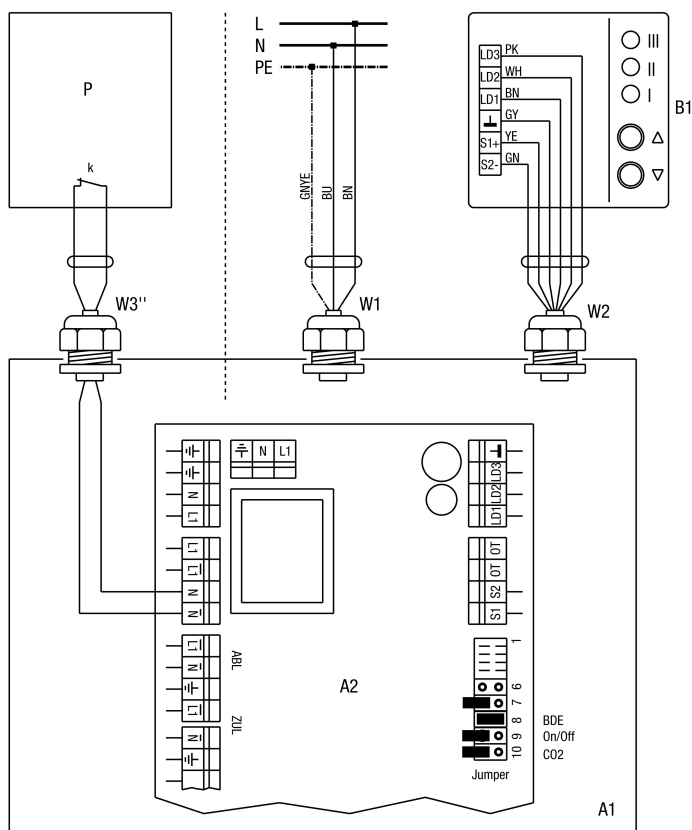 P
k
W3''
L
N
PE
GNYE
BU
BN
W1
LD3 PK
LD2 WH
LD1 BN
GY
S1+ YE
S2- GN
III
II
I
△
▽
B1
W2
N L1
N
L1
L1
L1
N
N
L1
N
L1
N
ABL
ZUL
A2
LD3
LD2
LD1
OT
OT
S2
S1
1
6
7
8 BDE
9 On/Off
10 CO2
Jumper
A1